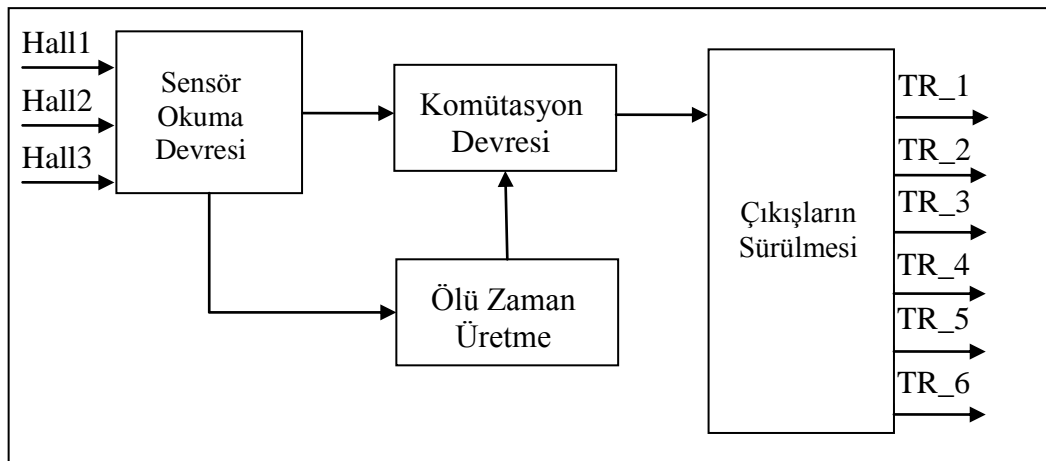 Hall1
Hall2
Hall3
Sensör
Okuma
Devresi
Komütasyon
Devresi
Ölü Zaman
Üretme
Çıkışların
Sürülmesi
TR_1
TR_2
TR_3
TR_4
TR_5
TR_6